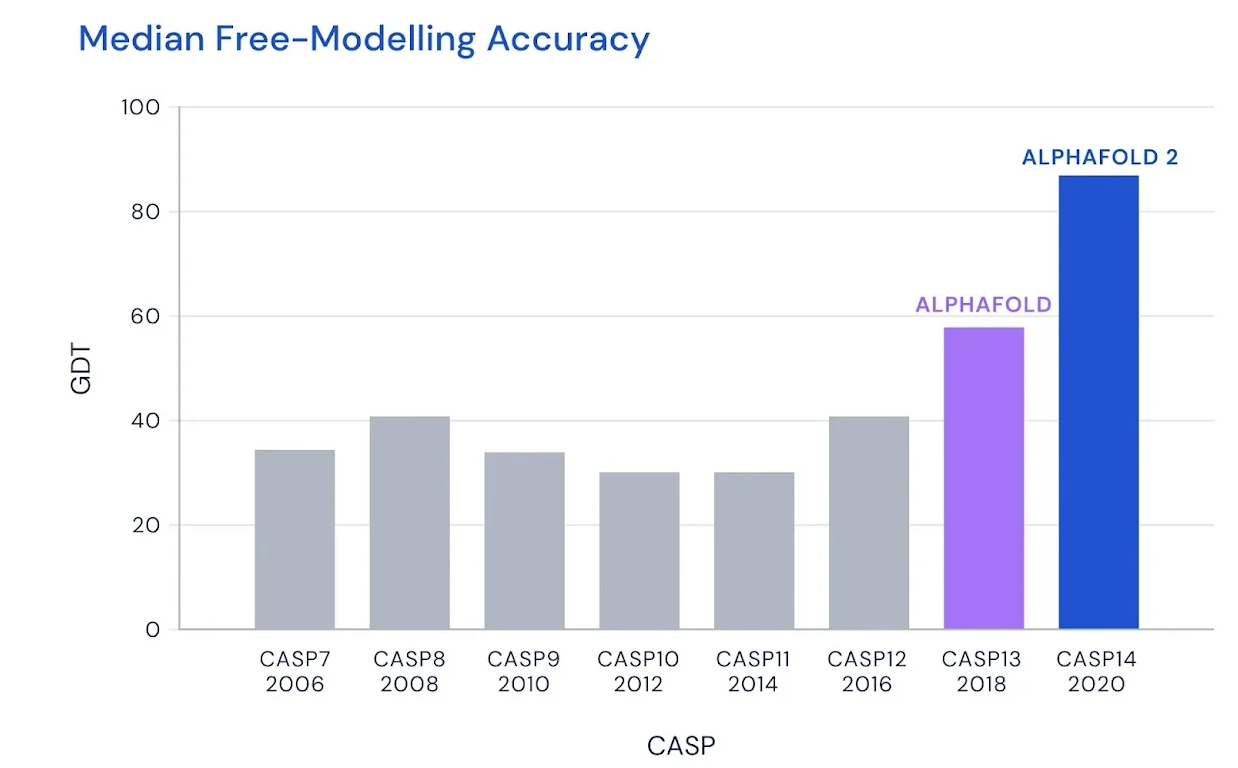 Median Free-Modelling Accuracy
100
ALPHAFOLD 2
80
ALPHAFOLD
60
GDT
40
20
0
CASP7 CASP8 CASP9 CASP10 CASP11 CASP12 CASP13 CASP14
2006 2008 2010 2012 2014 2016 2018 2020
CASP